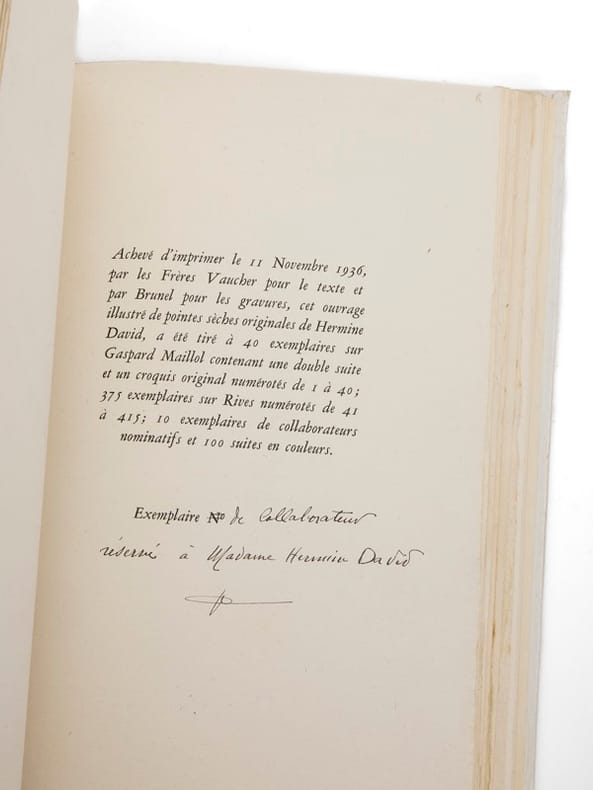 Achevé d'imprimer le 11 Novembre 1936,
par les Frères Vaucher pour le texte et
par Brunel pour les gravures, cet ouvrage
illustré de pointes sèches originales de Hermine
David, a été tiré à 40 exemplaires sur
Gaspard Maillol contenant une double suite
et un croquis original numérotés de 1 à 40;
375 exemplaires sur Rives numérotés de 41
à 415; 10 exemplaires de collaborateurs
nominatifs et 100 suites en couleurs.
Exemplaire No de Collaborateur
réservé à Madame Hermin David